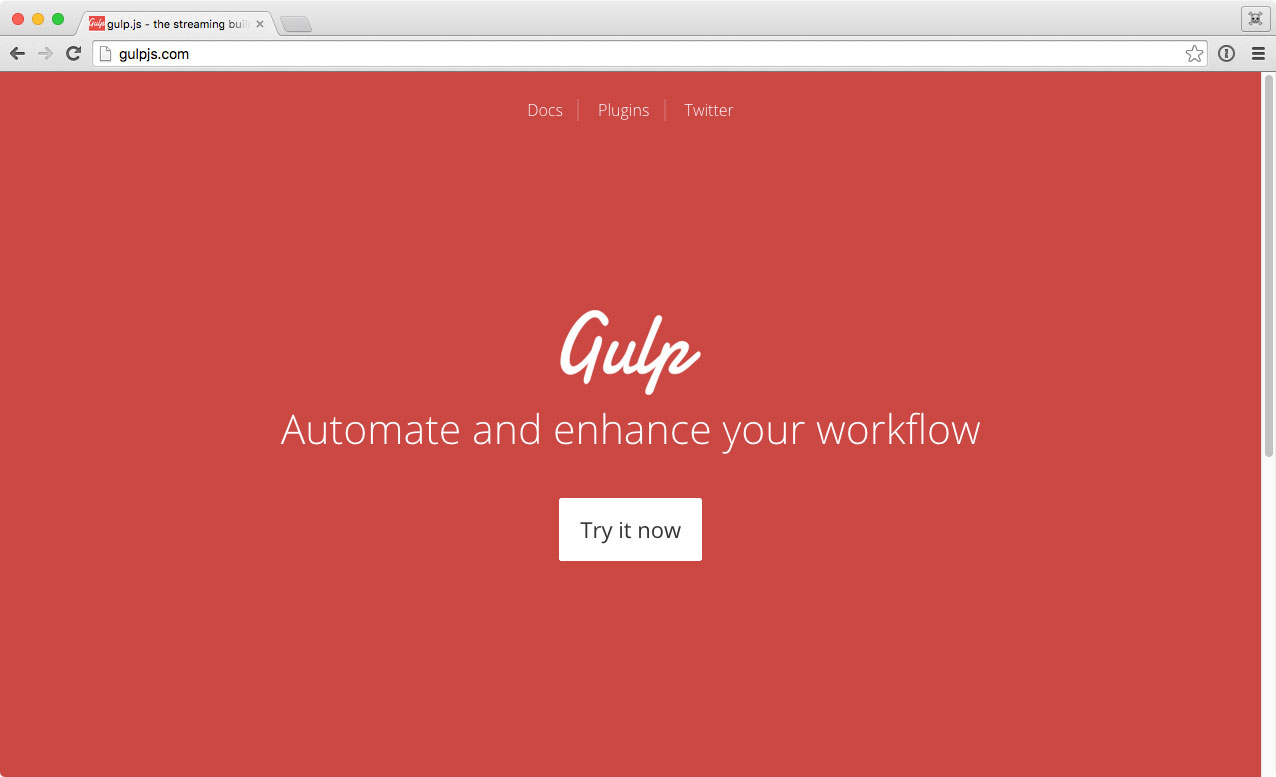 Gulp gulp.js - the streaming buil
gulpjs.com
Docs Plugins Twitter
Gulp
Automate and enhance your workflow
Try it now